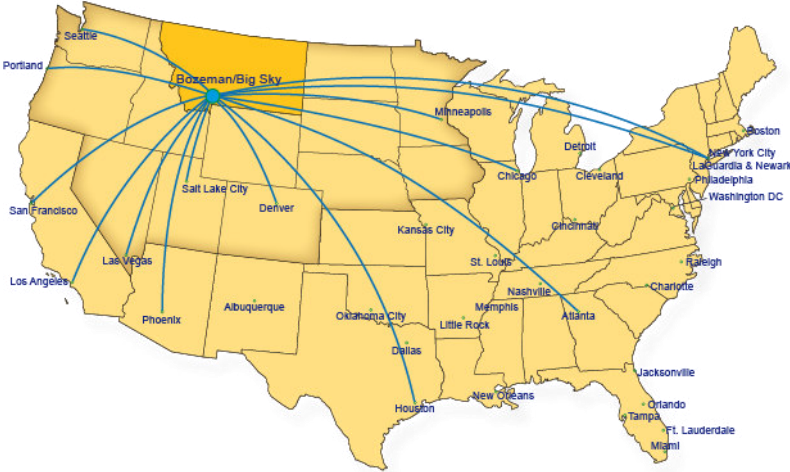 Seattle
Portland
Bozeman/Big Sky
Minneapolis
Boston
Detroit
New York City
LaGuardia & Newark
Chicago
Cleveland
Philadelphia
Salt Lake City
Washington DC
San Francisco
Denver
Kansas City
Cincinnati
Las Vegas
St. Louis
Raleigh
Los Angeles
Nashville
Charlotte
Phoenix
Albuquerque
Oklahoma City
Memphis
Little Rock
Atlanta
Dallas
Jacksonville
Houston
New Orleans
Orlando
Tampa
Ft. Lauderdale
Miami